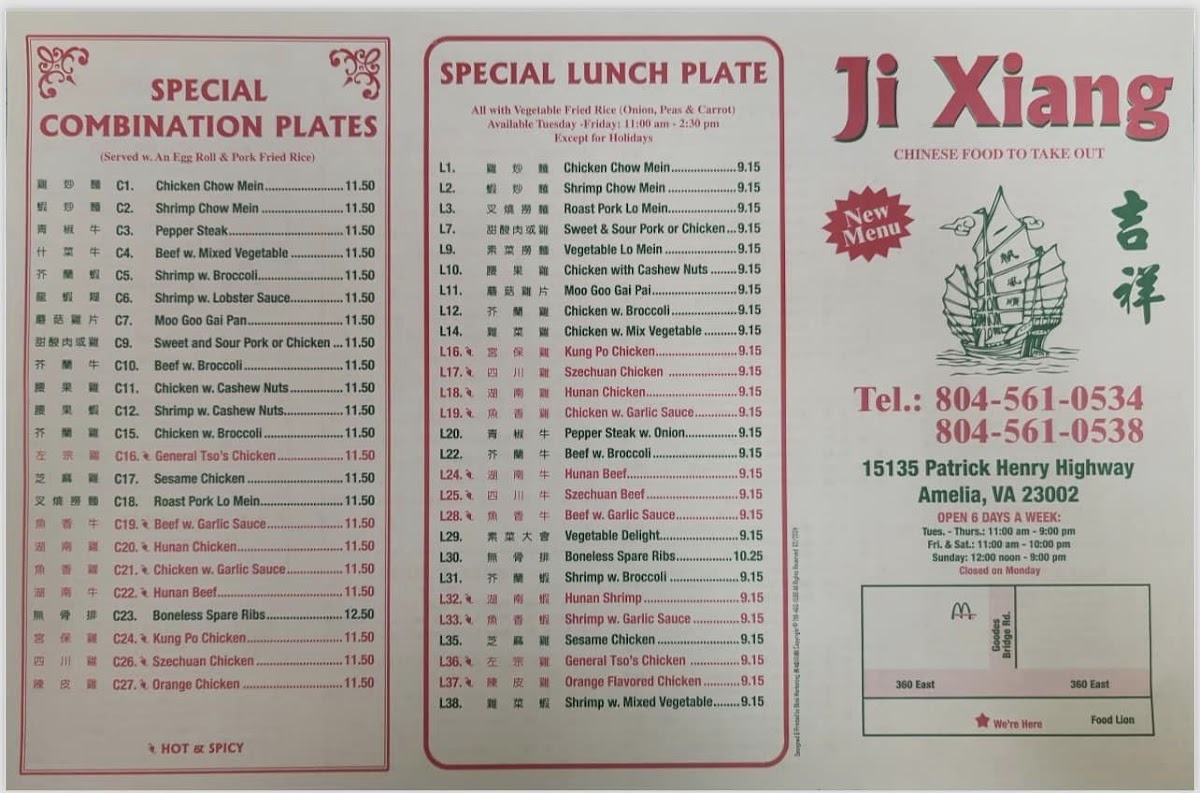 SPECIAL
COMBINATION PLATES
(Served w. An Egg Roll & Pork Fried Rice)
雞炒麵 C1. Chicken Chow Mein 11.50
蝦炒麵 C2. Shrimp Chow Mein 11.50
青椒牛 C3. Pepper Steak 11.50
什菜牛 C4. Beef w. Mixed Vegetable 11.50
芥蘭蝦 C5. Shrimp w. Broccoli 11.50
龍蝦糊 C6. Shrimp w. Lobster Sauce 11.50
蘑菇雞片 C7. Moo Goo Gai Pan 11.50
甜酸肉或雞 C9. Sweet and Sour Pork or Chicken 11.50
芥蘭牛 C10. Beef w. Broccoli 11.50
腰果雞 C11. Chicken w. Cashew Nuts 11.50
腰果蝦 C12. Shrimp w. Cashew Nuts 11.50
芥蘭雞 C15. Chicken w. Broccoli 11.50
左宗雞 C16. General Tso's Chicken 11.50
芝麻雞 C17. Sesame Chicken 11.50
叉燒撈麵 C18. Roast Pork Lo Mein 11.50
魚香牛 C19. Beef w. Garlic Sauce 11.50
湖南雞 C20. Hunan Chicken 11.50
魚香雞 C21. Chicken w. Garlic Sauce 11.50
湖南牛 C22. Hunan Beef 11.50
無骨排 C23. Boneless Spare Ribs 12.50
宮保雞 C24. Kung Po Chicken 11.50
四川雞 C26. Szechuan Chicken 11.50
陳皮雞 C27. Orange Chicken 11.50
HOT & SPICY
SPECIAL LUNCH PLATE
All with Vegetable Fried Rice (Onion, Peas & Carrot)
Available Tuesday -Friday: 11:00 am - 2:30 pm
Except for Holidays
L1. 雞炒麵 Chicken Chow Mein 9.15
L2. 蝦炒麵 Shrimp Chow Mein 9.15
L3. 叉燒撈麵 Roast Pork Lo Mein 9.15
L7. 甜酸肉或雞 Sweet & Sour Pork or Chicken 9.15
L9. 素菜撈麵 Vegetable Lo Mein 9.15
L10. 腰果雞 Chicken with Cashew Nuts 9.15
L11. 蘑菇雞片 Moo Goo Gai Pai 9.15
L12. 芥蘭雞 Chicken w. Broccoli 9.15
L14. 雜菜雞 Chicken w. Mix Vegetable 9.15
L16. 宮保雞 Kung Po Chicken 9.15
L17. 四川雞 Szechuan Chicken 9.15
L18. 湖南雞 Hunan Chicken 9.15
L19. 魚香雞 Chicken w. Garlic Sauce 9.15
L20. 青椒牛 Pepper Steak w. Onion 9.15
L22. 芥蘭牛 Beef w. Broccoli 9.15
L24. 湖南牛 Hunan Beef 9.15
L25. 四川牛 Szechuan Beef 9.15
L28. 魚香牛 Beef w. Garlic Sauce 9.15
L29. 素菜大會 Vegetable Delight 9.15
L30. 無骨排 Boneless Spare Ribs 10.25
L31. 芥蘭蝦 Shrimp w. Broccoli 9.15
L32. 湖南蝦 Hunan Shrimp 9.15
L33. 魚香蝦 Shrimp w. Garlic Sauce 9.15
L35. 芝麻雞 Sesame Chicken 9.15
L36. 左宗雞 General Tso's Chicken 9.15
L37. 陳皮雞 Orange Flavored Chicken 9.15
L38. 雜菜蝦 Shrimp w. Mixed Vegetable 9.15
Ji Xiang
CHINESE FOOD TO TAKE OUT
New
Menu
吉祥
Tel.: 804-561-0534
804-561-0538
15135 Patrick Henry Highway
Amelia, VA 23002
OPEN 6 DAYS A WEEK:
Tues. - Thurs.: 11:00 am - 9:00 pm
Fri. & Sat.: 11:00 am - 10:00 pm
Sunday: 12:00 noon - 9:00 pm
Closed on Monday
Goodes
Bridge Rd.
360 East 360 East
We're Here Food Lion